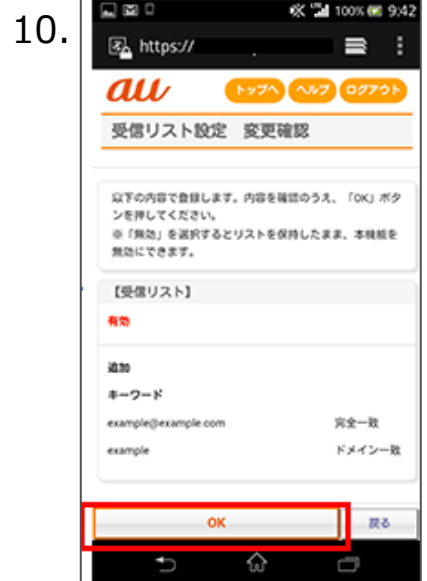 10.
100% 9:42
https://
au トップへ ヘルプ ログアウト
受信リスト設定 変更確認
以下の内容で登録します。内容を確認のうえ、「OK」ボタ
ンを押してください。
※「無効」を選択するとリストを保持したまま、本機能を
無効にできます。
【受信リスト】
有効
追加
キーワード
example@example.com 完全一致
example ドメイン一致
OK 戻る